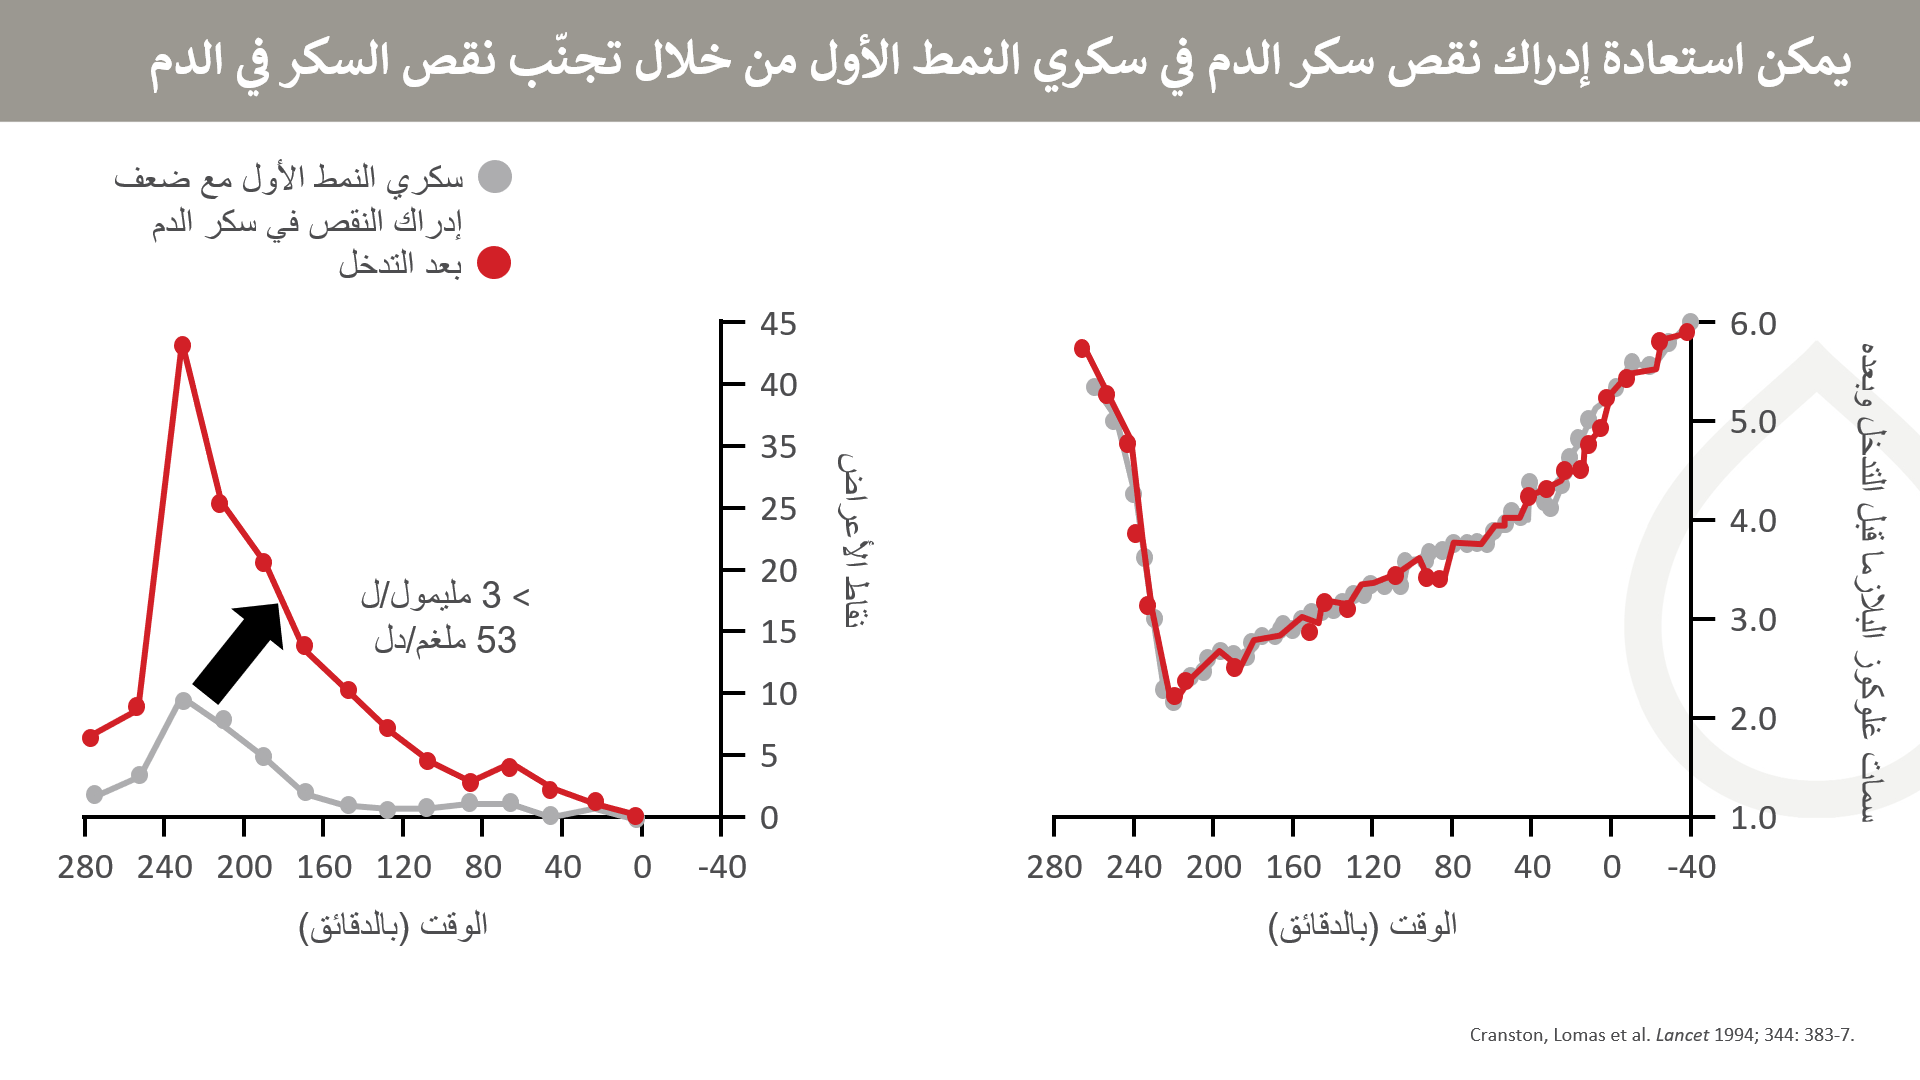 يمكن استعادة إدراك نقص سكر الدم في سكري النمط الأول من خلال تجنّب نقص السكر في الدم
سكري النمط الأول مع ضعف
إدراك النقص في سكر الدم
بعد التدخل
6.0
5.0
4.0
3.0
2.0
1.0
سمات غلوكوز البلازما قبل التدخل وبعده
280 240 200 160 120 80 40 0 -40
الوقت (بالدقائق)
45
40
35
25
20
15
10
5
0
نقاط الأعراض
> 3 مليمول/ل
53 ملغم/دل
280 240 200 160 120 80 40 0 -40
الوقت (بالدقائق)
Cranston, Lomas et al. Lancet 1994; 344: 383-7.